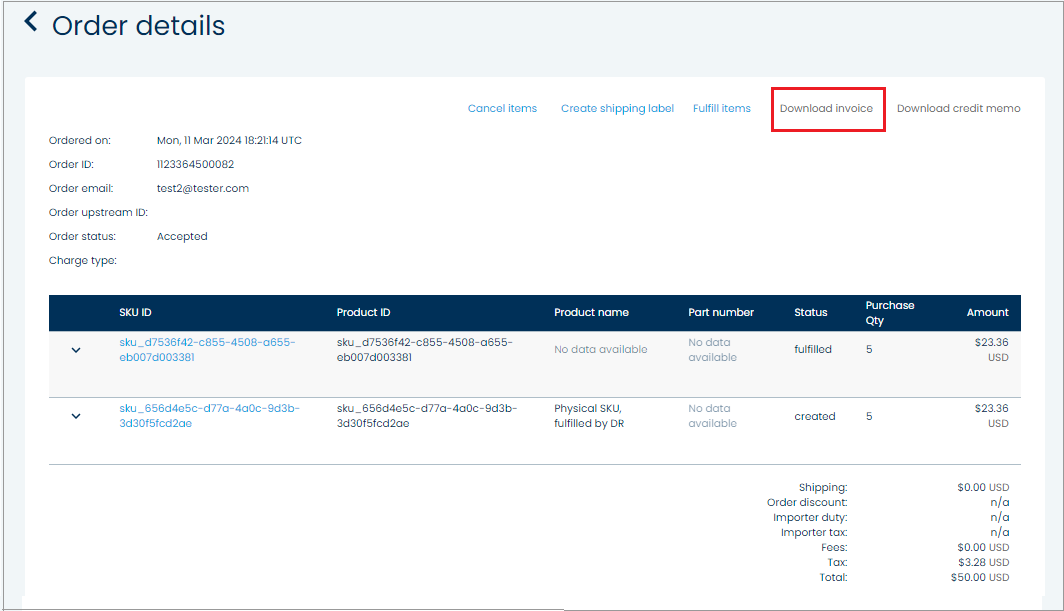 Order details
Cancel items Create shipping label Fulfill items Download invoice Download credit memo
Ordered on: Mon, 11 Mar 2024 18:21:14 UTC
Order ID: 1123364500082
Order email: test2@tester.com
Order upstream ID:
Order status: Accepted
Charge type:
SKU ID Product ID Product name Part number Status Purchase Qty Amount
sku_d7536f42-c855-4508-a655- sku_d7536f42-c855-4508-a655- No data available No data fulfilled 5 $23.36
eb007d003381 eb007d003381 available USD
sku_656d4e5c-d77a-4a0c-9d3b- sku_656d4e5c-d77a-4a0c-9d3b- Physical SKU, No data created 5 $23.36
3d30f5fcd2ae 3d30f5fcd2ae fulfilled by DR available USD
Shipping: $0.00 USD
Order discount: n/a
Importer duty: n/a
Importer tax: n/a
Fees: $0.00 USD
Tax: $3.28 USD
Total: $50.00 USD